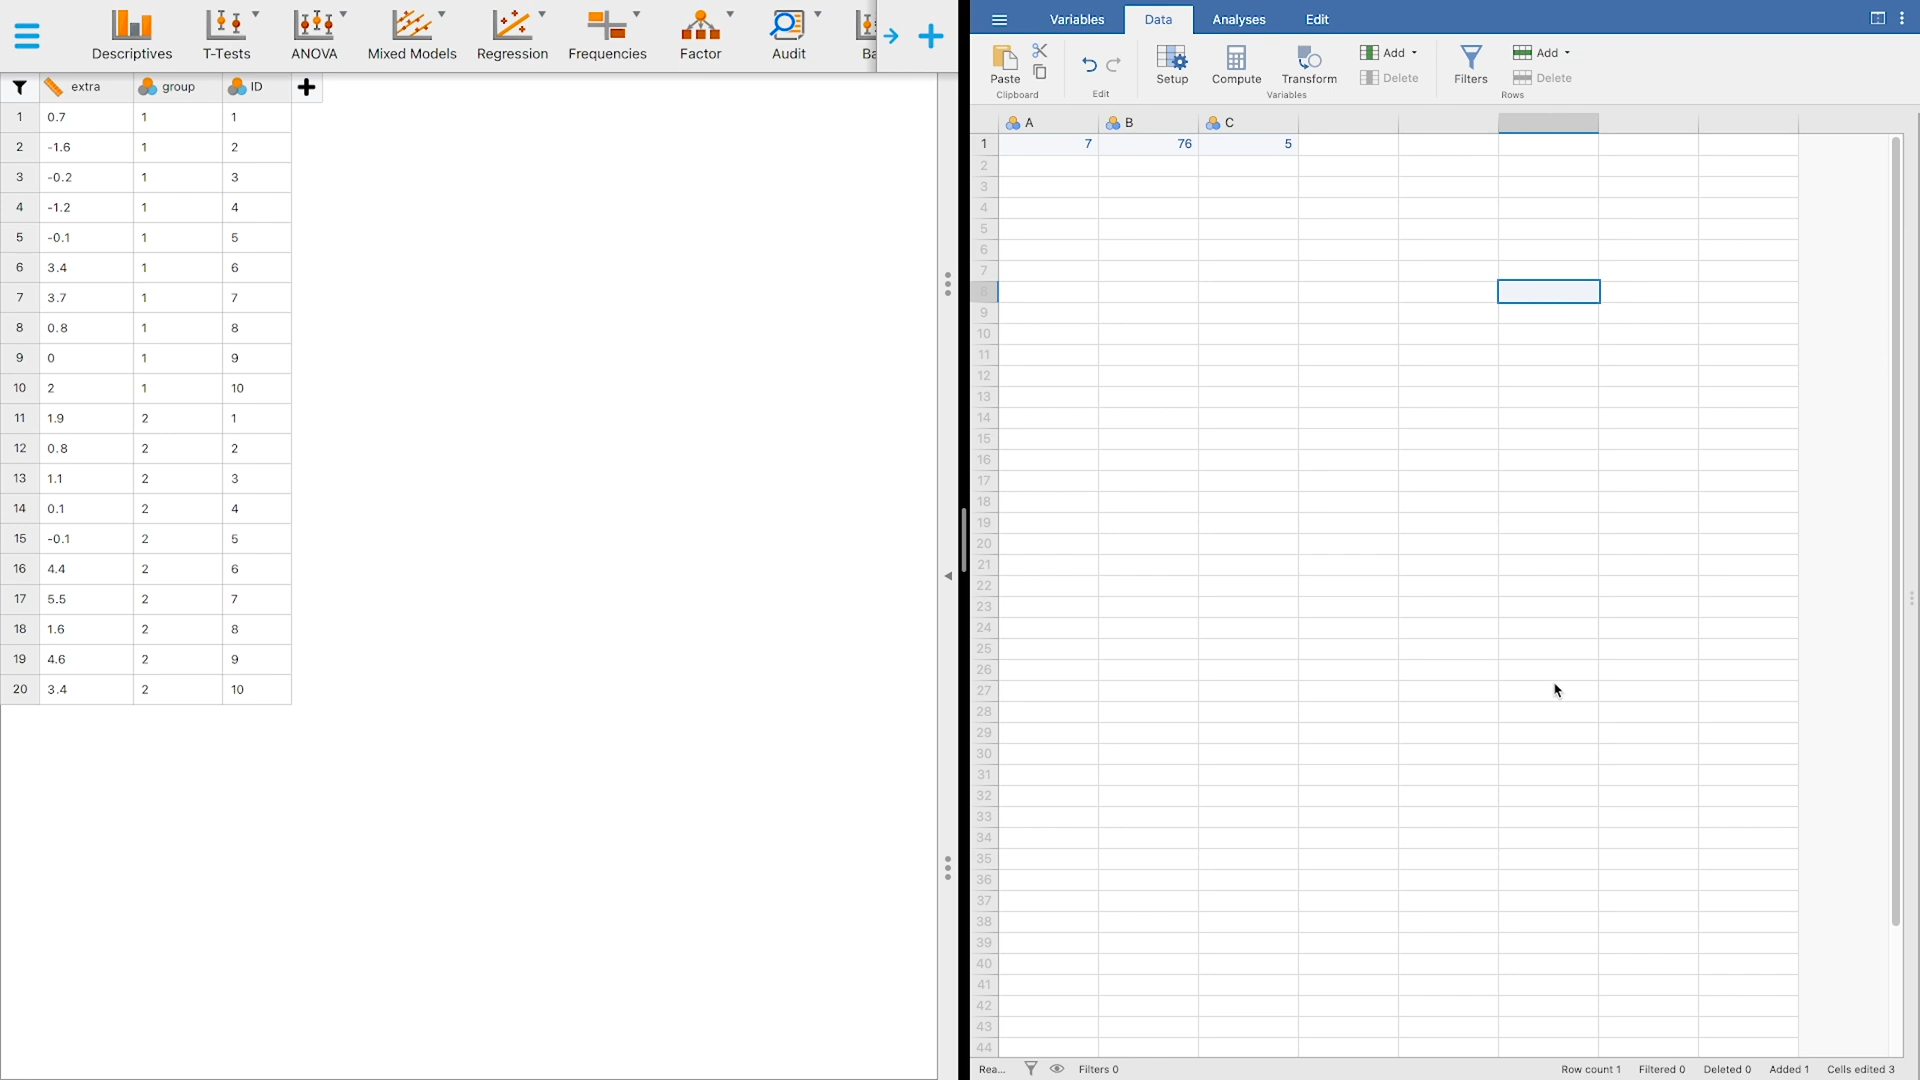 Descriptives T-Tests ANOVA Mixed Models Regression Frequencies Factor Audit Ba
extra group ID
1 0.7 1 1
2 -1.6 1 2
3 -0.2 1 3
4 -1.2 1 4
5 -0.1 1 5
6 3.4 1 6
7 3.7 1 7
8 0.8 1 8
9 0 1 9
10 2 1 10
11 1.9 2 1
12 0.8 2 2
13 1.1 2 3
14 0.1 2 4
15 -0.1 2 5
16 4.4 2 6
17 5.5 2 7
18 1.6 2 8
19 4.6 2 9
20 3.4 2 10
Variables Data Analyses Edit
Paste Setup Compute Transform Add Delete Filters Add Delete
Clipboard Edit Variables Rows
A B C
1 7 76 5
2
3
4
5
6
7
8
9
10
11
12
13
14
15
16
17
18
19
20
21
22
23
24
25
26
27
28
29
30
31
32
33
34
35
36
37
38
39
40
41
42
43
44
Rea... Filters 0 Row count 1 Filtered 0 Deleted 0 Added 1 Cells edited 3